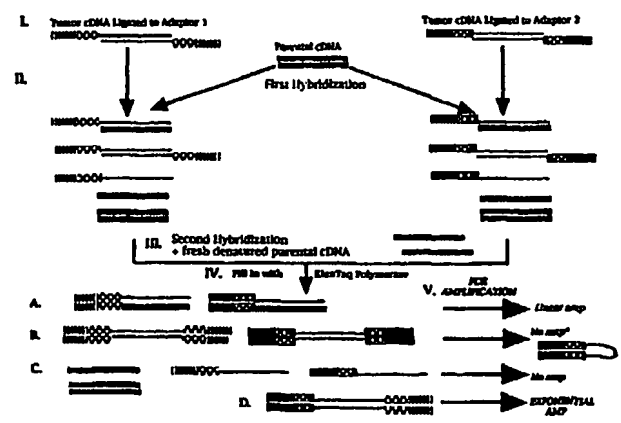 I.
Tumor cDNA Ligated to Adaptor 1
Tumor cDNA Ligated to Adaptor 2
Parental cDNA
II.
First Hybridization
III. Second Hybridization
+ fresh denatured parental cDNA
IV. Fill in with KlenTaq Polymerase
V. PCR
AMPLIFICATION
A.
Linear amp
B.
No amp*
C.
No amp
D.
EXPONENTIAL
AMP